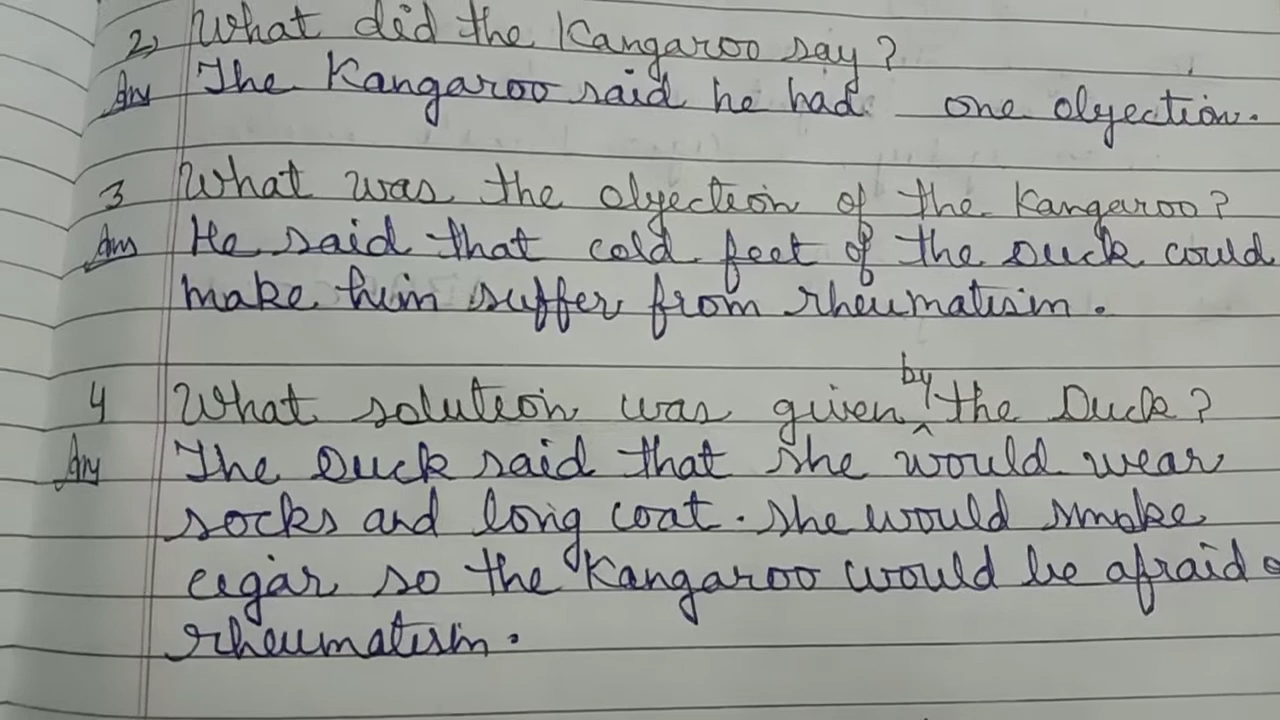 2, What did the Kangaroo say?
Ans The Kangaroo said he had one objection.
3 What was the objection of the Kangaroo?
Ans He said that cold feet of the Duck could
make him suffer from rheumatism.
4 What solution was given by the Duck?
Ans The Duck said that she would wear
socks and long coat. She would smoke
cigar so the Kangaroo would be afraid o
rheumatism.